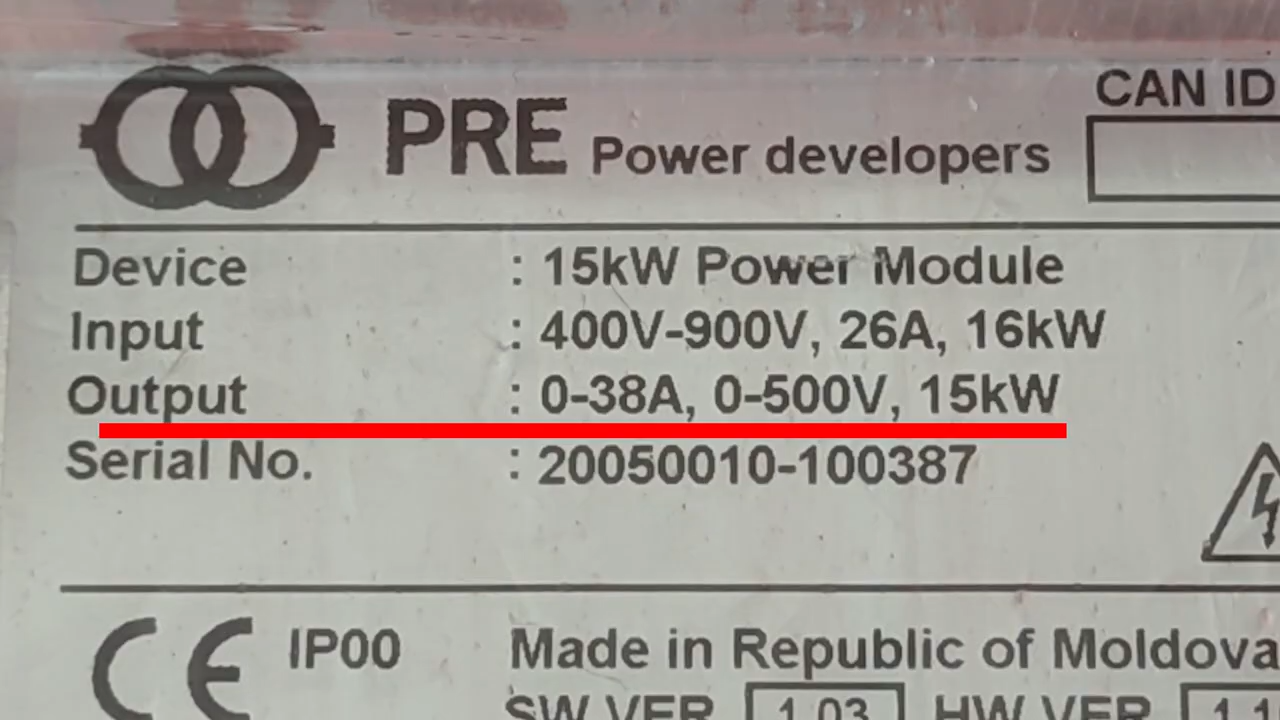 CAN ID
PRE Power developers
Device : 15kW Power Module
Input : 400V-900V, 26A, 16kW
Output : 0-38A, 0-500V, 15kW
Serial No. : 20050010-100387
CE IP00 Made in Republic of Moldova
SW VER 1.03 HW VER 1.1